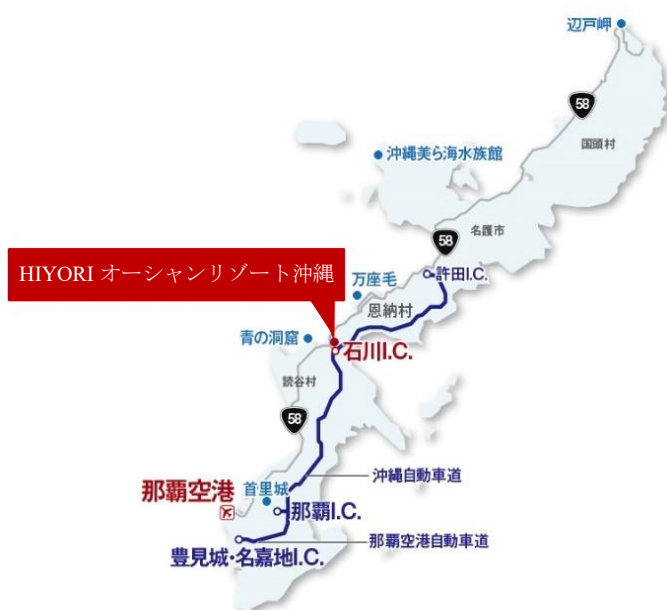 辺戸岬
58
国頭村
沖縄美ら海水族館
名護市
58
許田I.C.
HIYORI オーシャンリゾート沖縄
万座毛
恩納村
青の洞窟
石川I.C.
読谷村
58
沖縄自動車道
那覇空港
首里城
那覇I.C.
那覇空港自動車道
豊見城・名嘉地I.C.